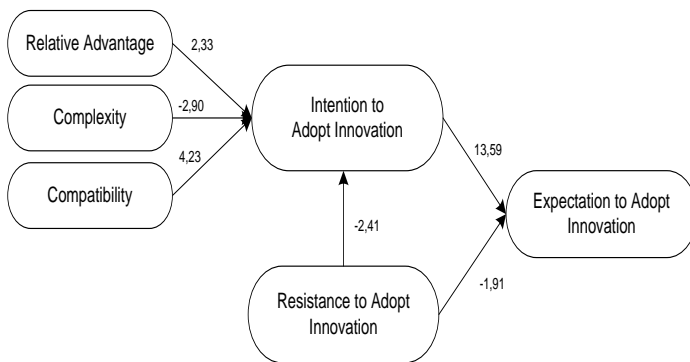 Relative Advantage
2,33
Intention to
Adopt Innovation
Complexity
-2,90
13,59
4,23
Compatibility
Expectation to Adopt
Innovation
-2,41
-1,91
Resistance to Adopt
Innovation